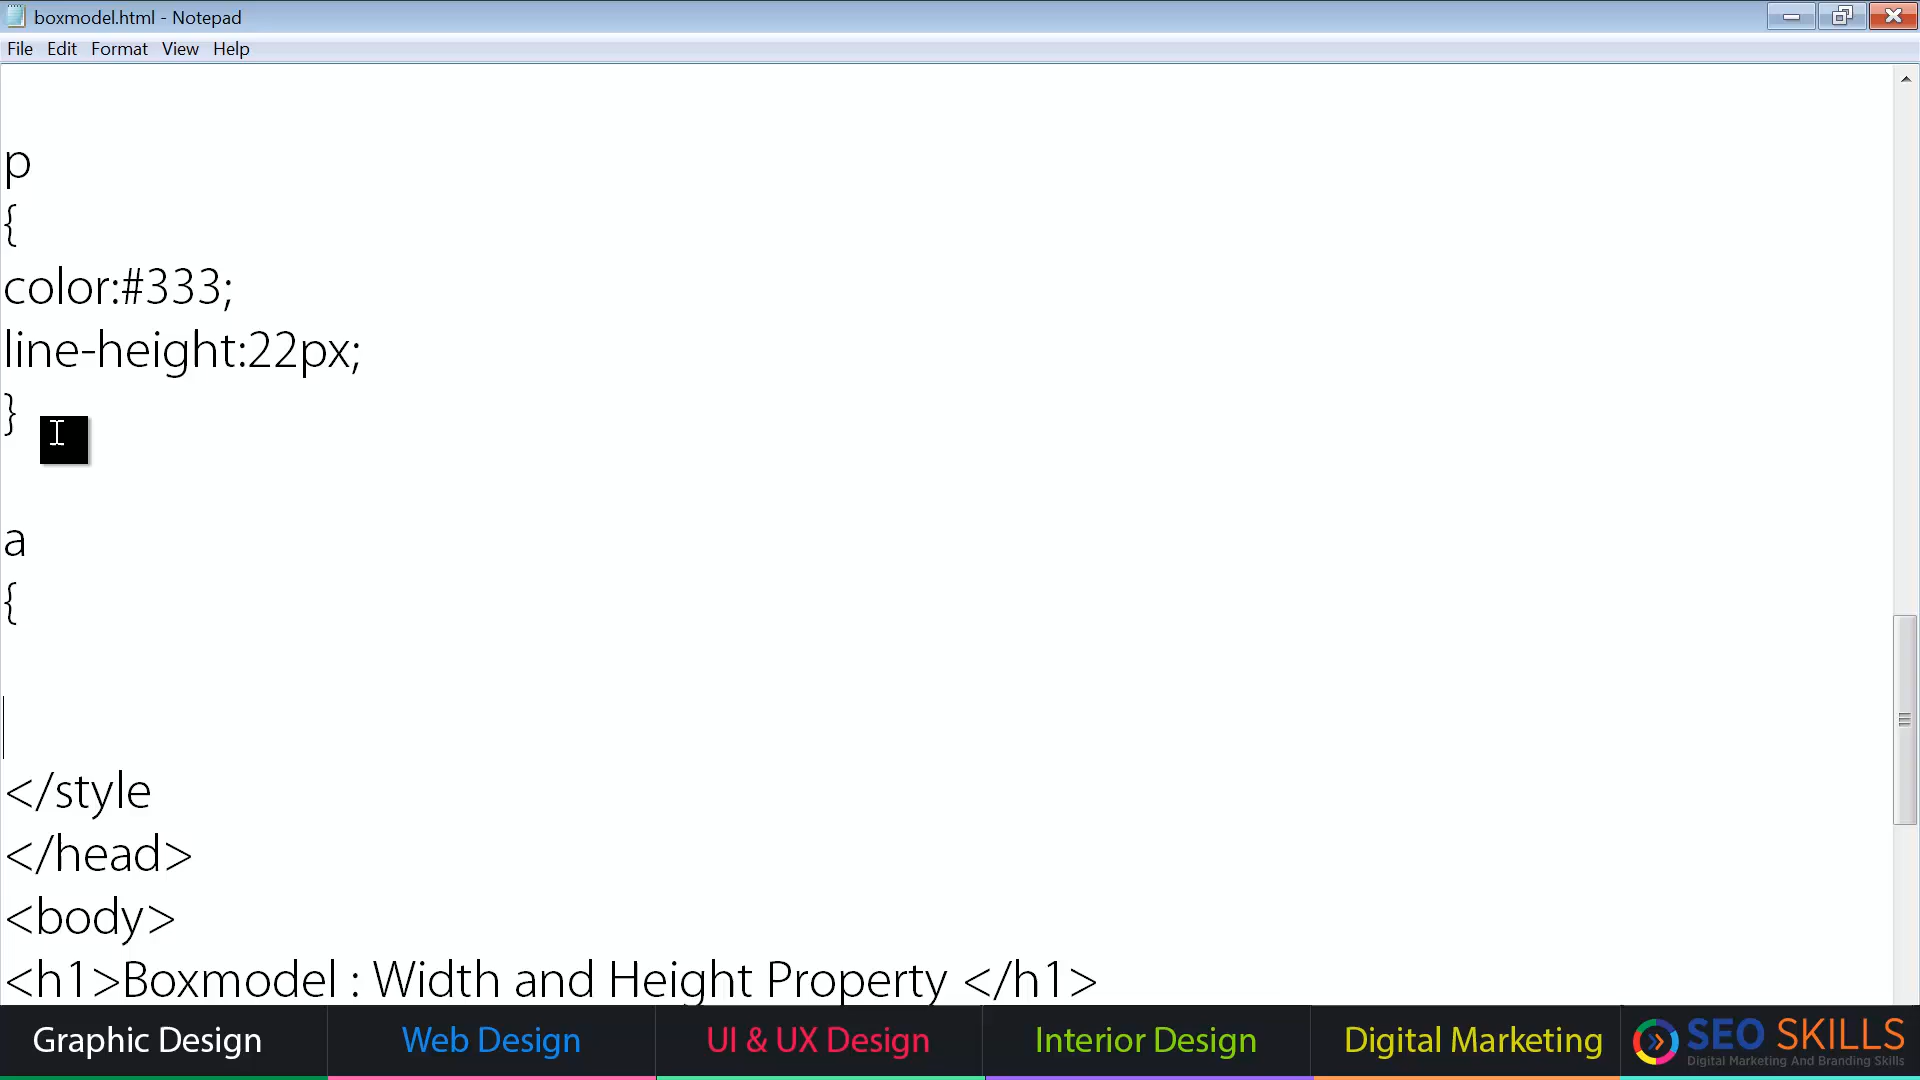 boxmodel.html - Notepad
File Edit Format View Help
p
{
color:#333;
line-height:22px;
}
a
{
</style
</head>
<body>
<h1>Boxmodel : Width and Height Property </h1>
Graphic Design Web Design UI & UX Design Interior Design Digital Marketing SEO SKILLS
Digital Marketing And Branding Skills